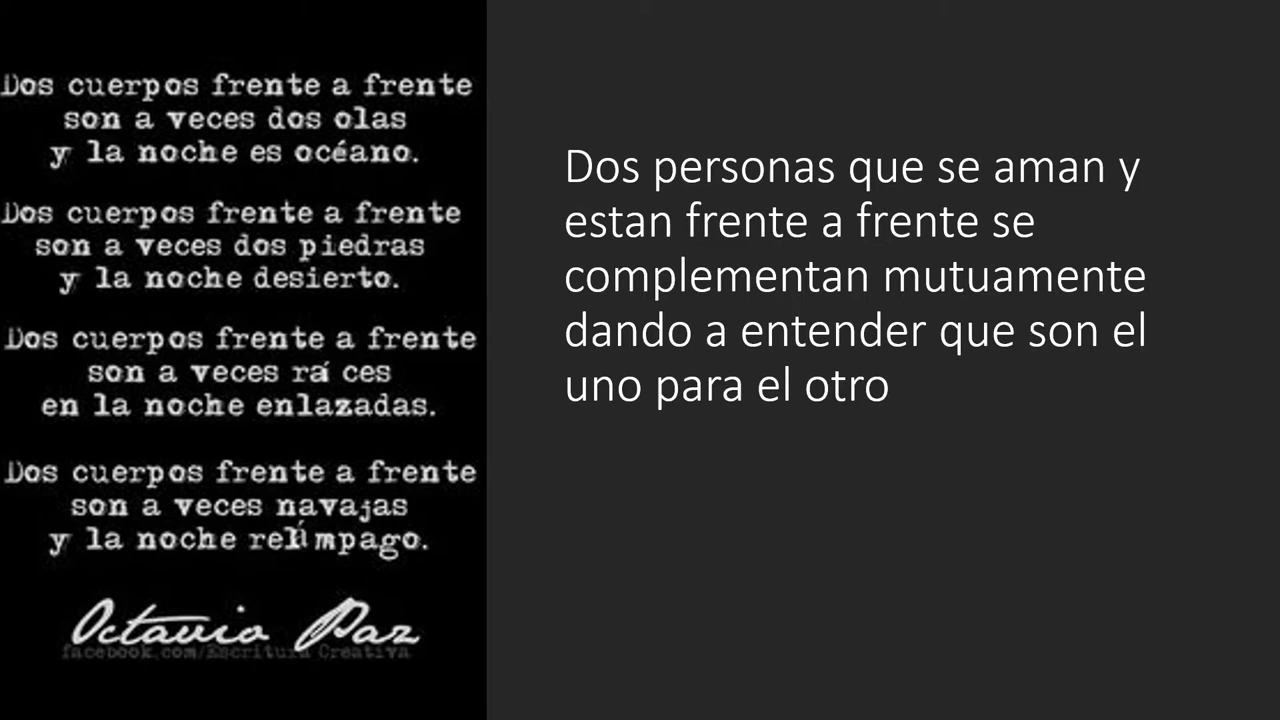 Dos cuerpos frente a frente
son a veces dos olas
y la noche es océano.
Dos cuerpos frente a frente
son a veces dos piedras
y la noche desierto.
Dos cuerpos frente a frente
son a veces raí ces
en la noche enlazadas.
Dos cuerpos frente a frente
son a veces navajas
y la noche relámpago.
Octavio Paz
facebook.com/Escritura Creativa
Dos personas que se aman y
estan frente a frente se
complementan mutuamente
dando a entender que son el
uno para el otro